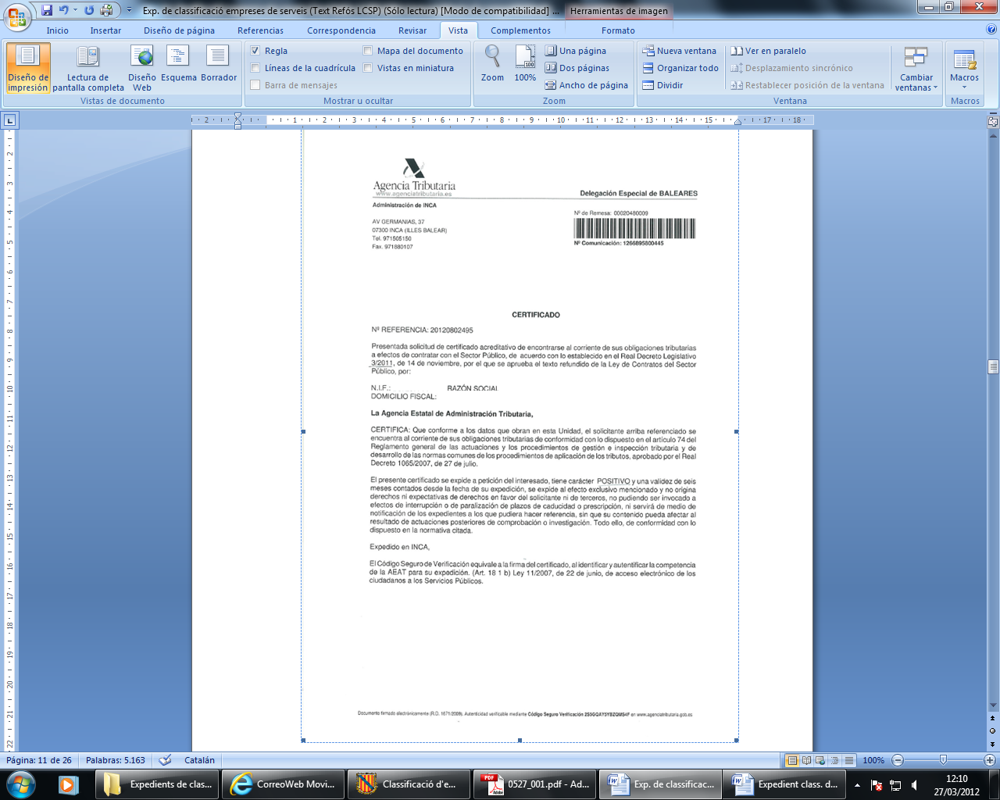 Exp. de classificació empreses de serveis (Text Refós LCSP) (Sólo lectura) [Modo de compatibilidad] ...
Herramientas de imagen
Inicio Insertar Diseño de página Referencias Correspondencia Revisar Vista Complementos Formato
Diseño de impresión
Lectura de pantalla completa
Diseño Web
Esquema
Borrador
Vistas de documento
Regla
Líneas de la cuadrícula
Barra de mensajes
Mapa del documento
Vistas en miniatura
Mostrar u ocultar
Zoom
100%
Una página
Dos páginas
Ancho de página
Zoom
Nueva ventana
Organizar todo
Dividir
Ver en paralelo
Desplazamiento sincrónico
Restablecer posición de la ventana
Cambiar ventanas
Ventana
Macros
Macros
2 1 2 3 4 5 6 7 8 9 10 11 12 13 14 15 17 18
Agencia Tributaria
www.agenciatributaria.es
Delegación Especial de BALEARES
Administración de INCA
AV GERMANIAS, 37
07300 INCA (ILLES BALEAR)
Tel. 971505150
Fax. 971880107
Nº de Remesa: 00020480009
Nº Comunicación: 1266895800445
CERTIFICADO
Nº REFERENCIA: 20120802495
Presentada solicitud de certificado acreditativo de encontrarse al corriente de sus obligaciones tributarias
a efectos de contratar con el Sector Público, de acuerdo con lo establecido en el Real Decreto Legislativo
3/2011, de 14 de noviembre, por el que se aprueba el texto refundido de la Ley de Contratos del Sector
Público, por:
N.I.F.: RAZÓN SOCIAL
DOMICILIO FISCAL:
La Agencia Estatal de Administración Tributaria,
CERTIFICA: Que conforme a los datos que obran en esta Unidad, el solicitante arriba referenciado se
encuentra al corriente de sus obligaciones tributarias de conformidad con lo dispuesto en el artículo 74 del
Reglamento general de las actuaciones y los procedimientos de gestión e inspección tributaria y de
desarrollo de las normas comunes de los procedimientos de aplicación de los tributos, aprobado por el Real
Decreto 1065/2007, de 27 de julio.
El presente certificado se expide a petición del interesado, tiene carácter POSITIVO y una validez de seis
meses contados desde la fecha de su expedición, se expide al efecto exclusivo mencionado y no origina
derechos ni expectativas de derechos en favor del solicitante ni de terceros, no pudiendo ser invocado a
efectos de interrupción o de paralización de plazos de caducidad o prescripción, ni servirá de medio de
notificación de los expedientes a los que pudiera hacer referencia, sin que su contenido pueda afectar al
resultado de actuaciones posteriores de comprobación o investigación. Todo ello, de conformidad con lo
dispuesto en la normativa citada.
Expedido en INCA,
El Código Seguro de Verificación equivale a la firma del certificado, al identificar y autentificar la competencia
de la AEAT para su expedición. (Art. 18 1 b) Ley 11/2007, de 22 de junio, de acceso electrónico de los
ciudadanos a los Servicios Públicos.
Documento firmado electrónicamente (R.D. 1671/2009). Autenticidad verificable mediante Código Seguro Verificación 2S5GQAY5YBZQMS4F en www.agenciatributaria.gob.es
Página: 11 de 26 Palabras: 5.163 Catalán 100%
Expedients de clas... CorreoWeb Movi... Classificació d'e... 0527_001.pdf - Ad... Exp. de classificac... Expedient class. d...
12:10
27/03/2012